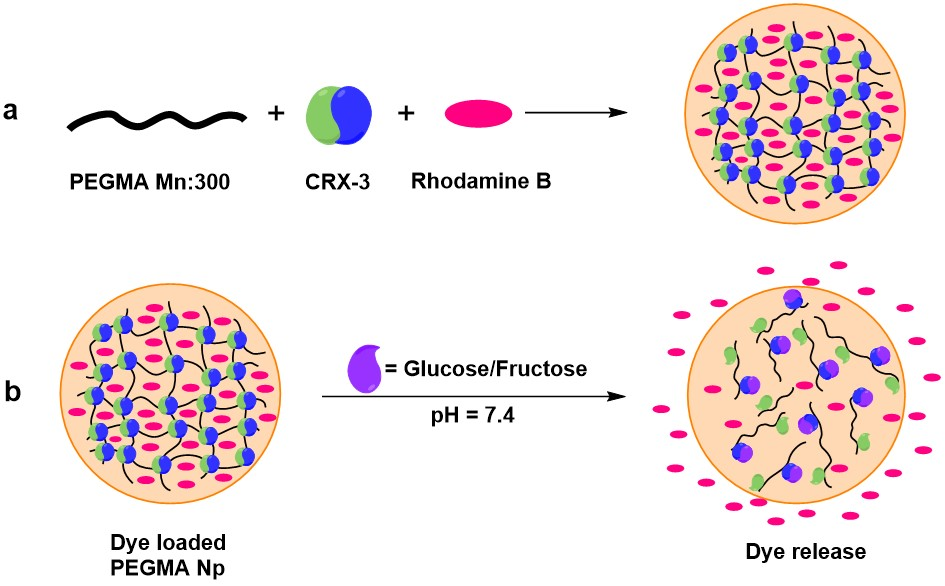 a
+ + 
PEGMA Mn:300 CRX-3 Rhodamine B
b
= Glucose/Fructose
pH = 7.4
Dye loaded
PEGMA Np
Dye release